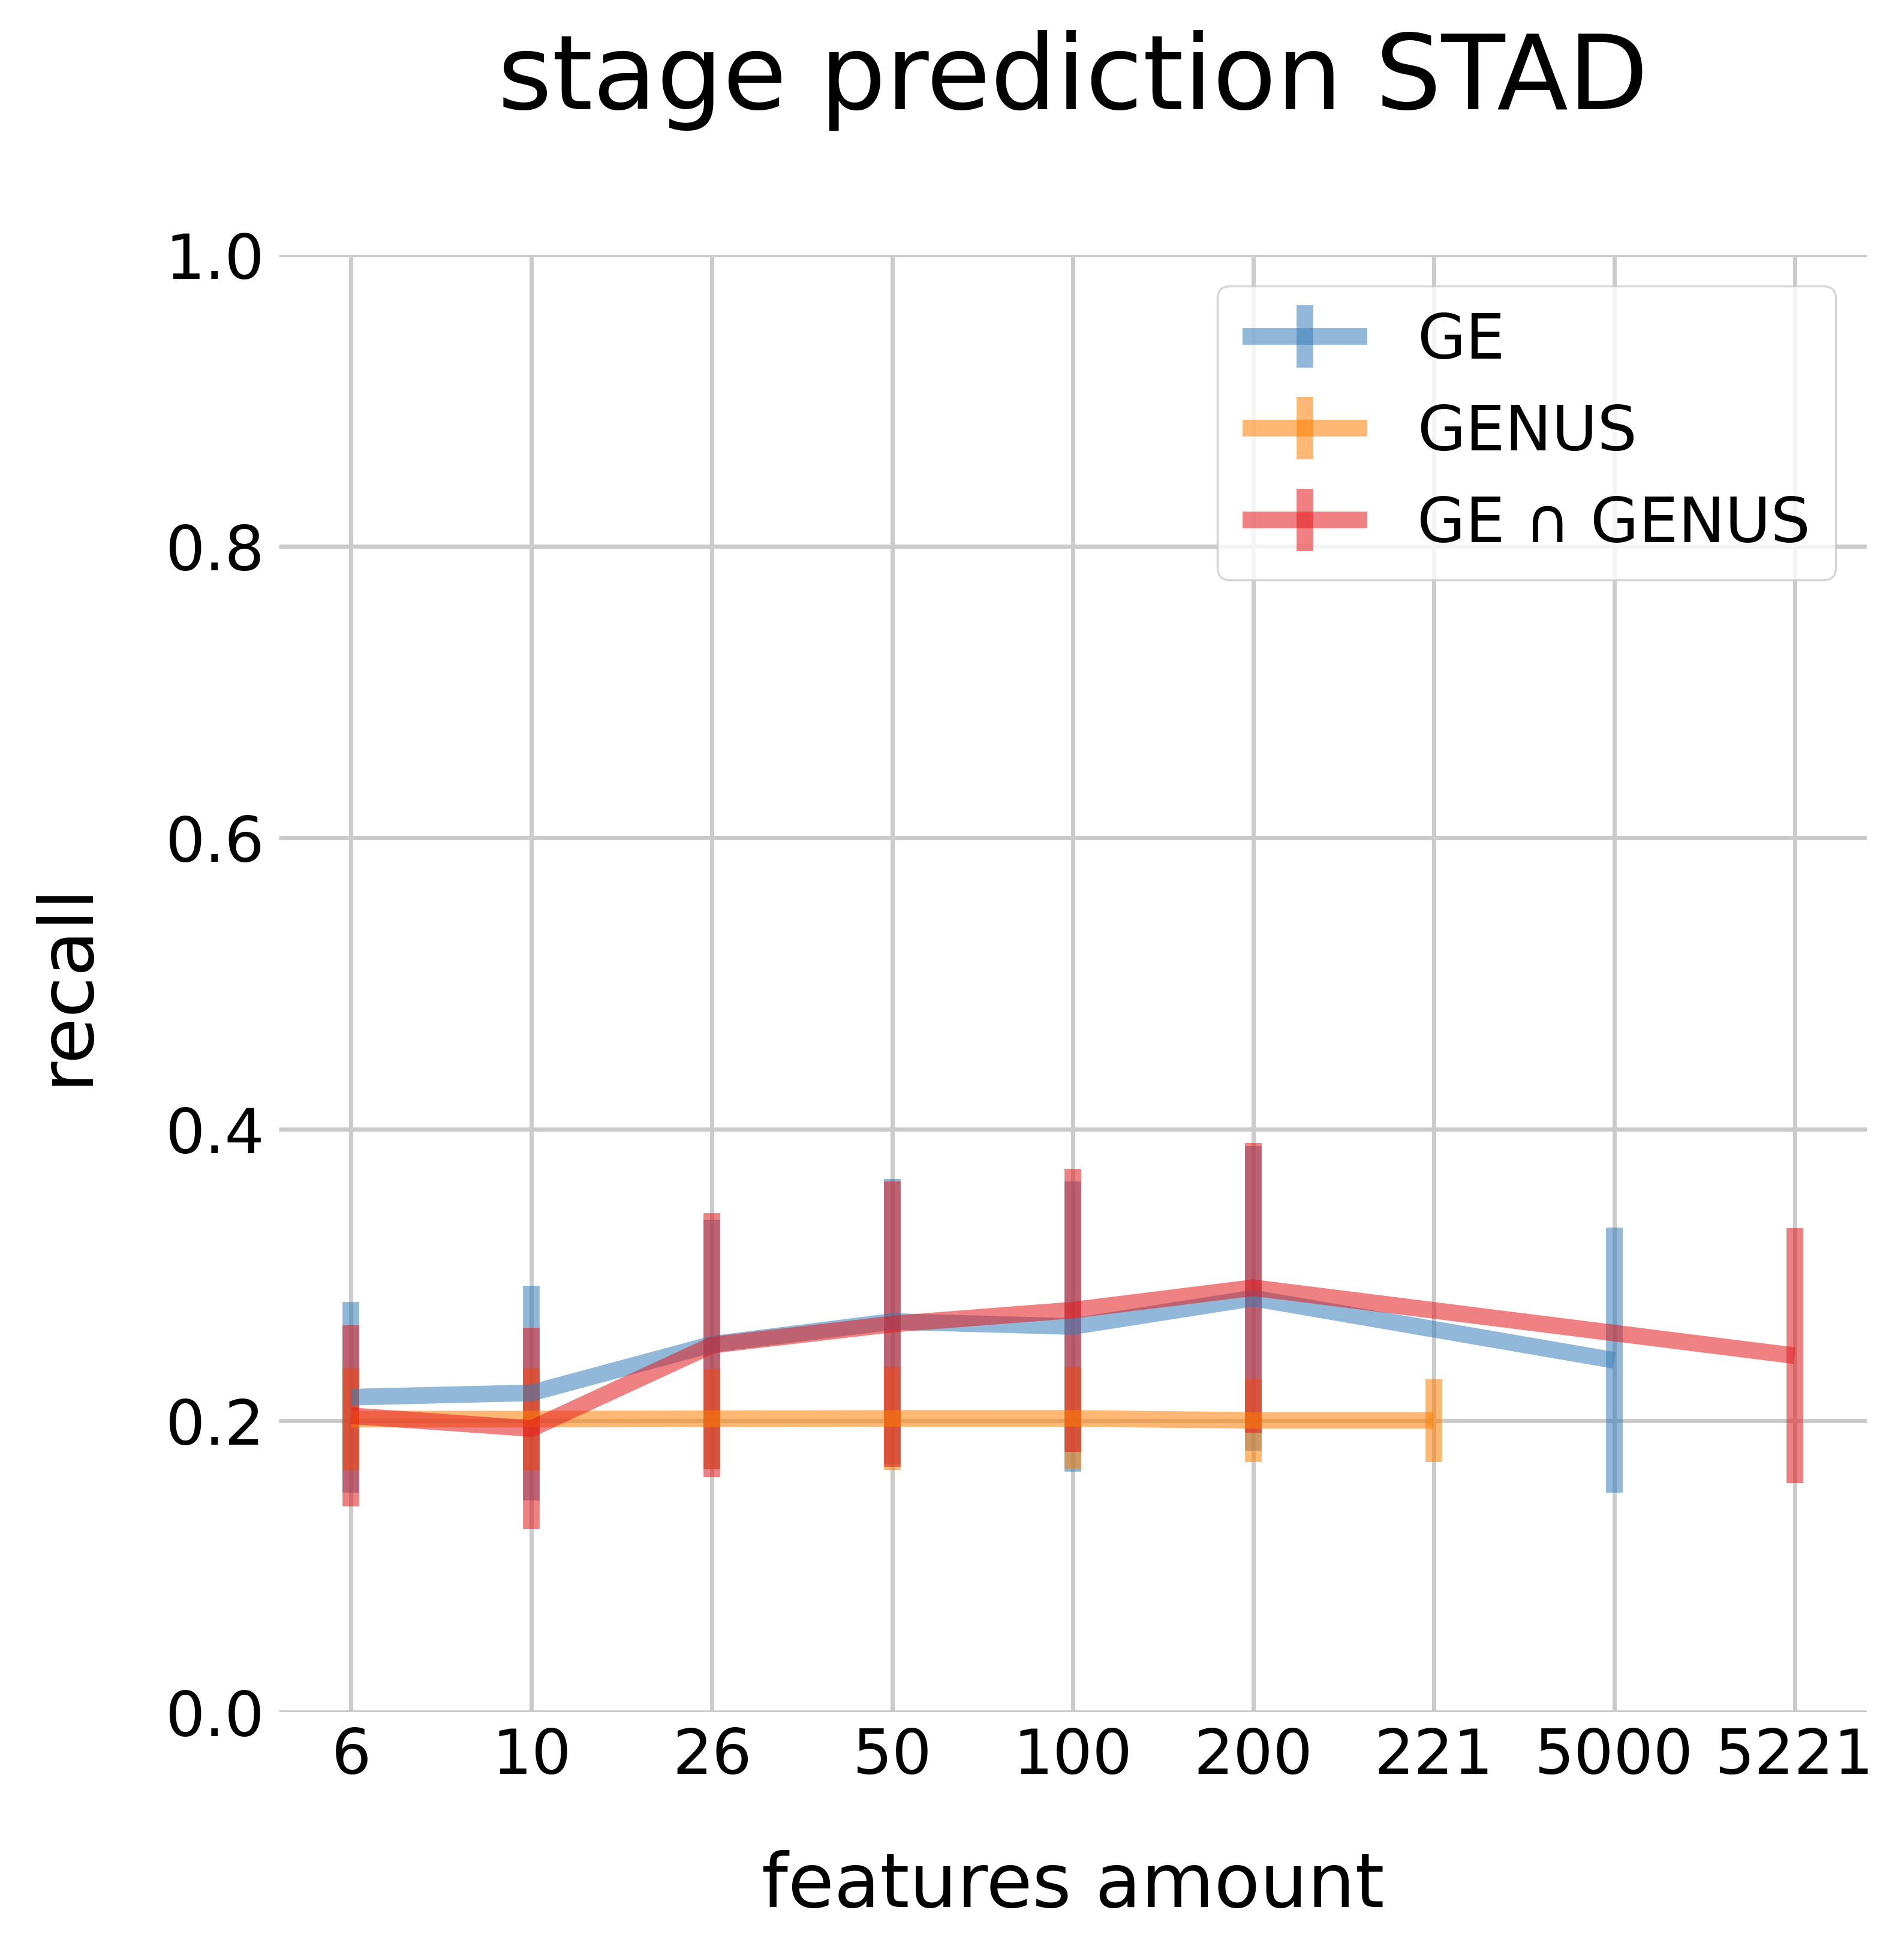 stage prediction STAD
1.0
0.8
0.6
0.4
0.2
0.0
recall
GE
GENUS
GE ∩ GENUS
6 10 26 50 100 200 221 5000 5221
features amount